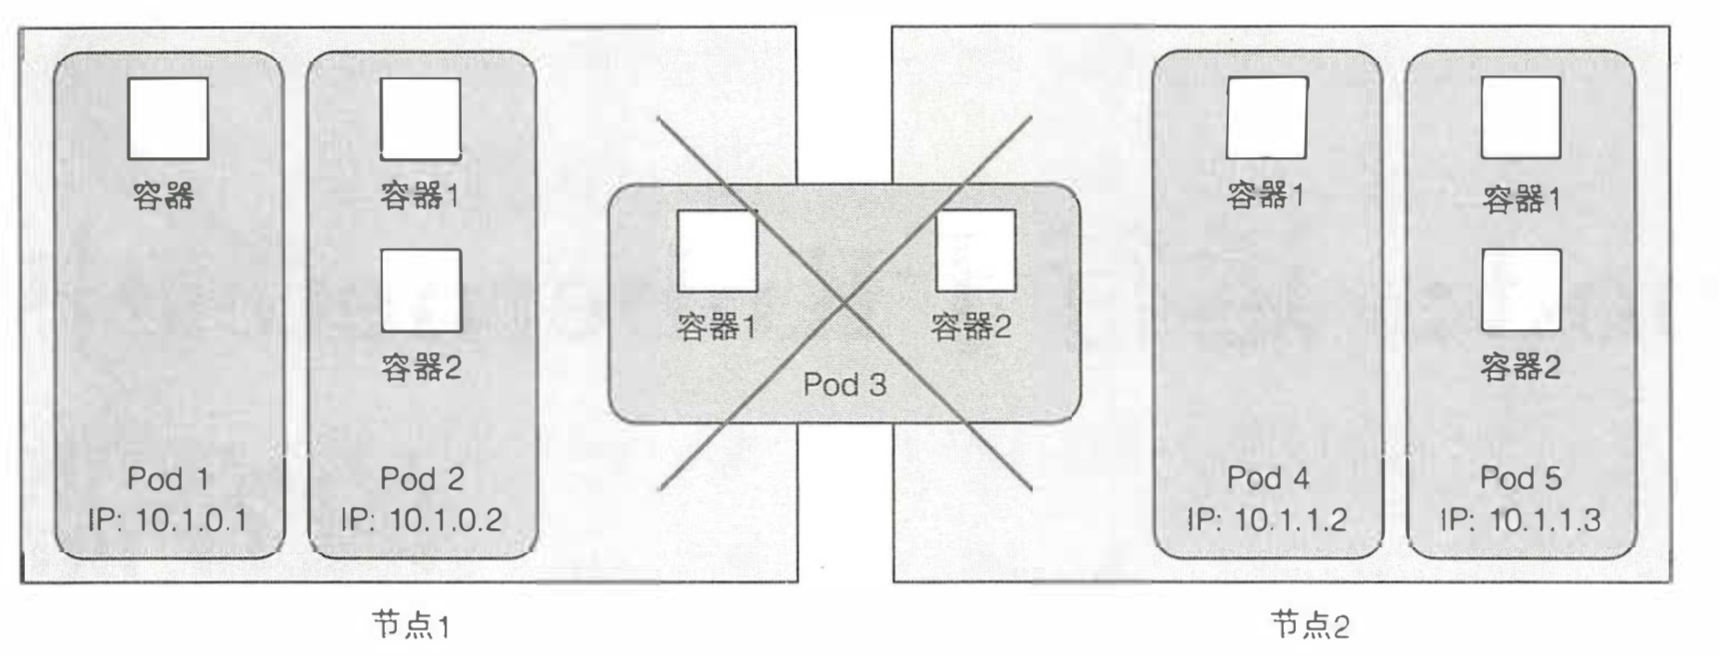 容器
Pod 1
IP: 10.1.0.1
容器1
容器2
Pod 2
IP: 10.1.0.2
容器1
容器2
Pod 3
容器1
Pod 4
IP: 10.1.1.2
容器1
容器2
Pod 5
IP: 10.1.1.3
节点1
节点2